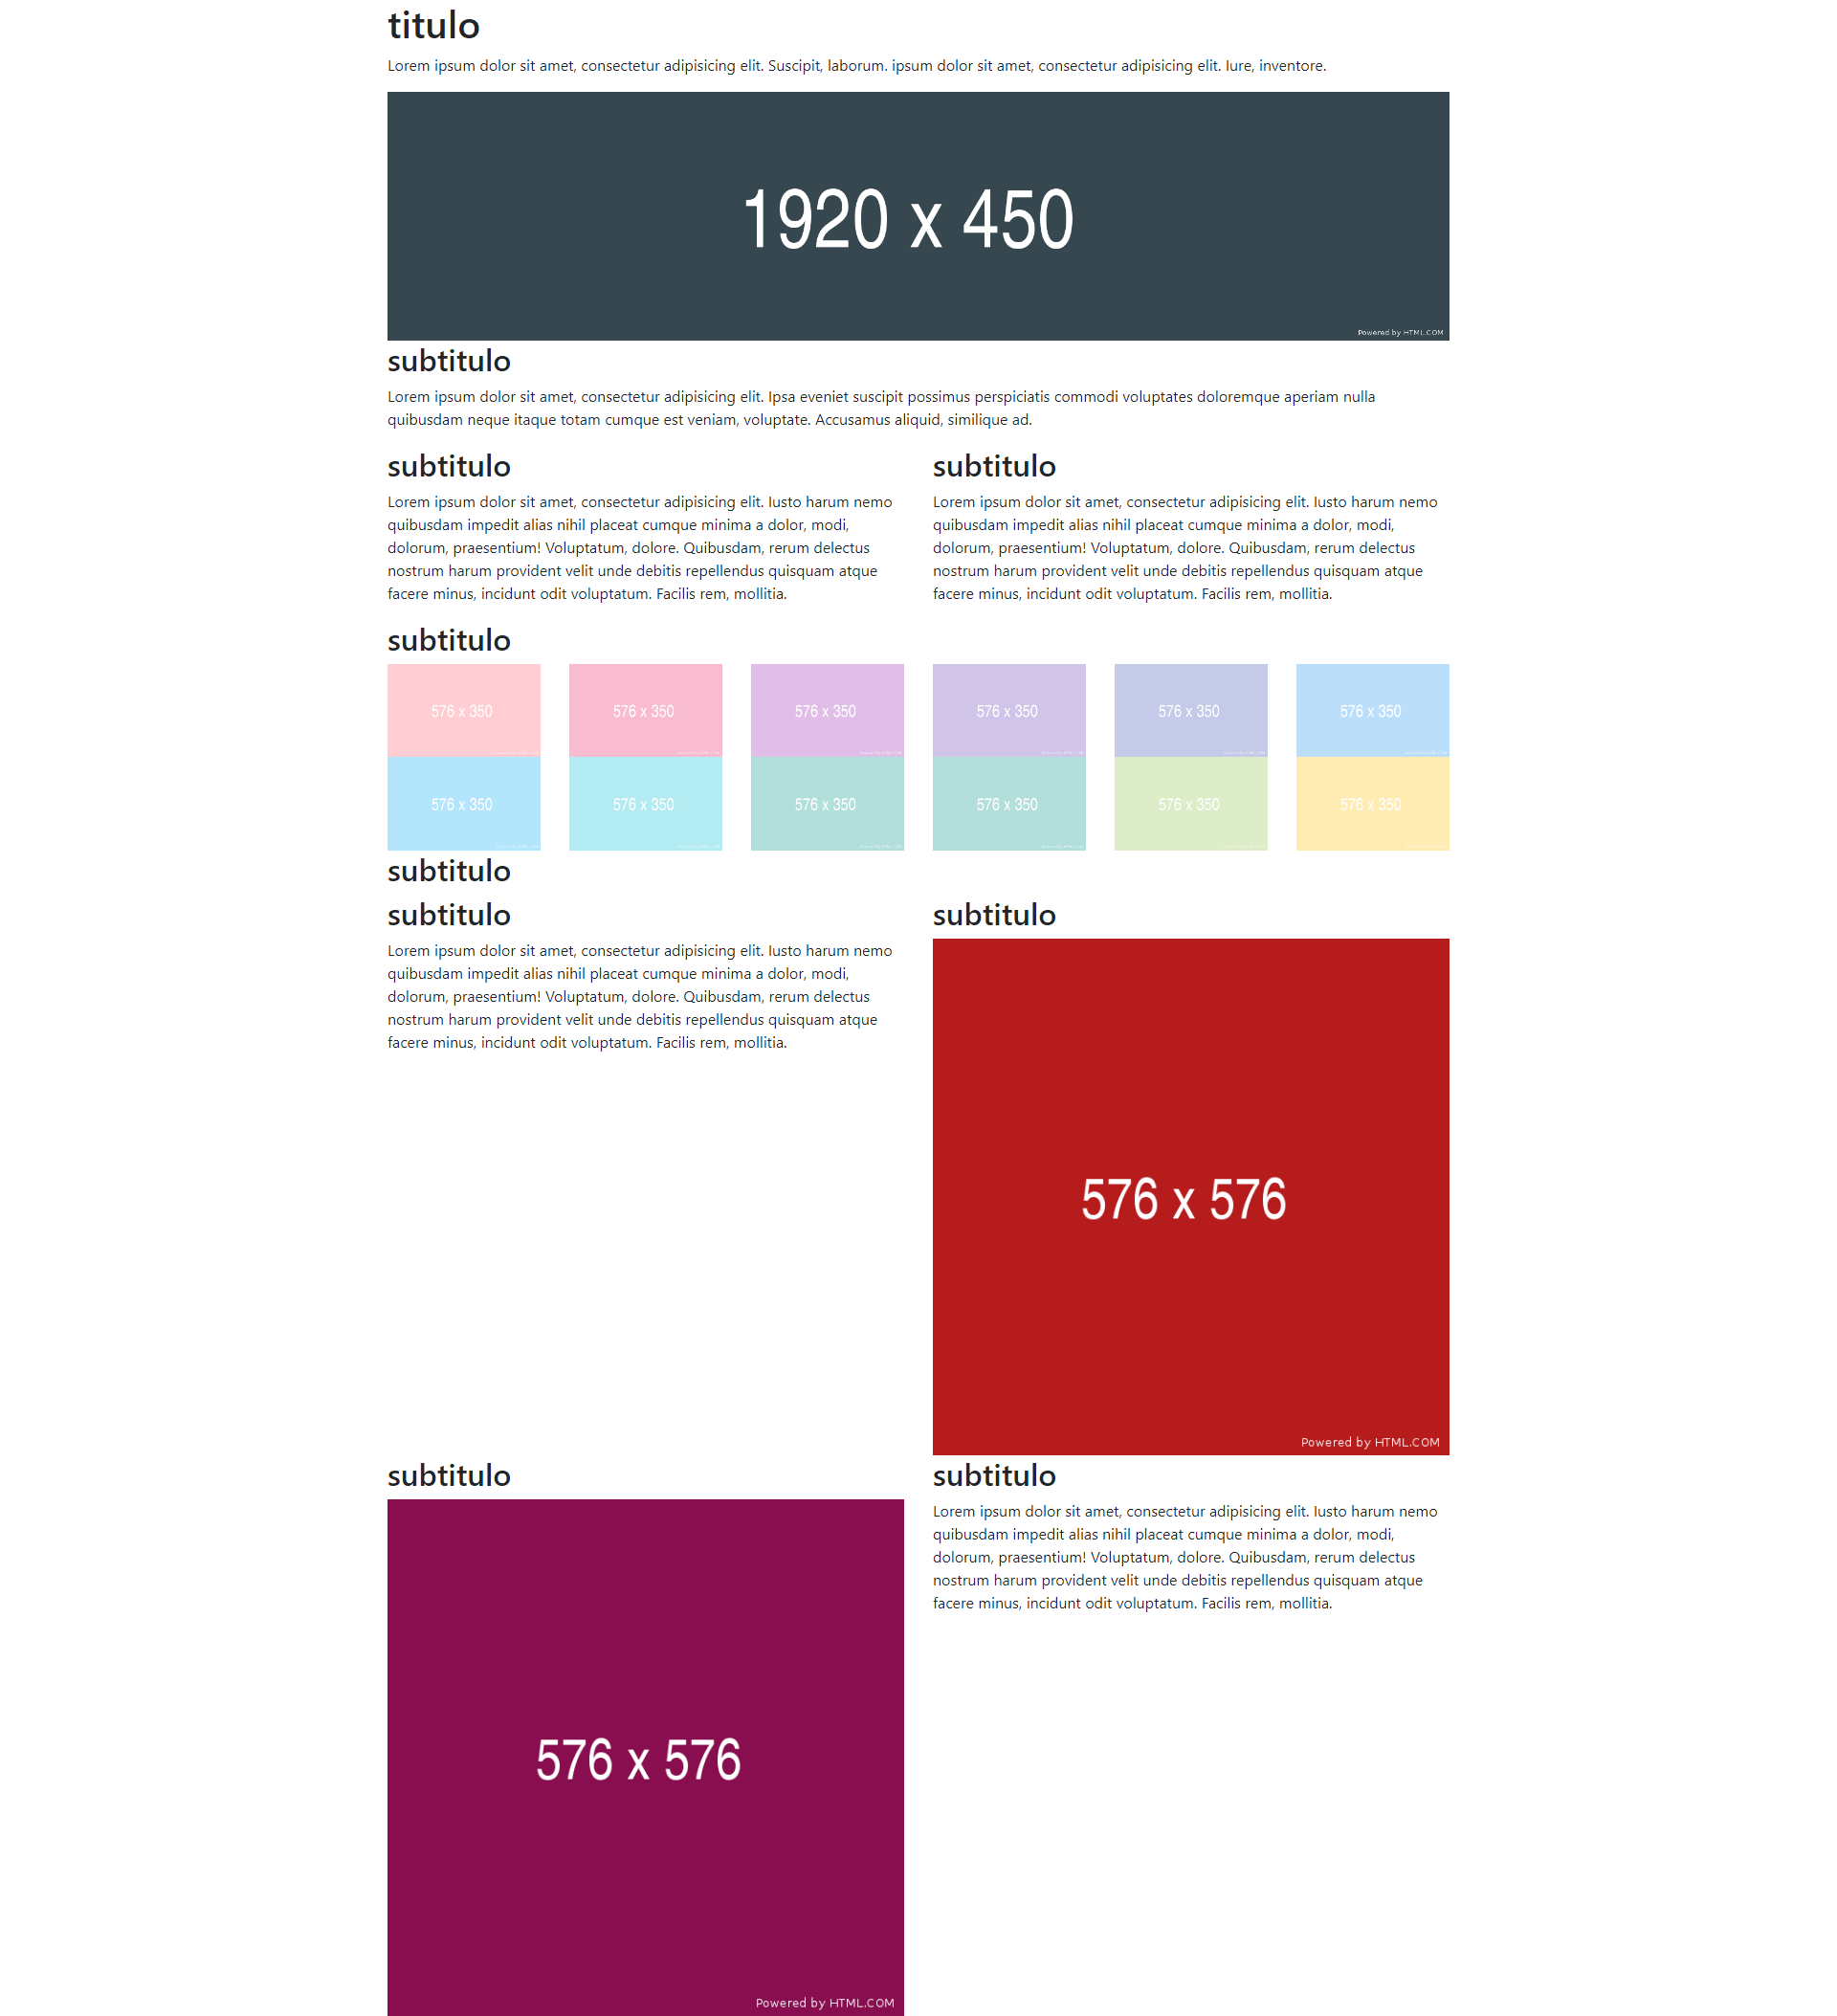 titulo
Lorem ipsum dolor sit amet, consectetur adipisicing elit. Suscipit, laborum. ipsum dolor sit amet, consectetur adipisicing elit. Iure, inventore.
1920 x 450
Powered by HTML.COM
subtitulo
Lorem ipsum dolor sit amet, consectetur adipisicing elit. Ipsa eveniet suscipit possimus perspiciatis commodi voluptates doloremque aperiam nulla
quibusdam neque itaque totam cumque est veniam, voluptate. Accusamus aliquid, similique ad.
subtitulo
Lorem ipsum dolor sit amet, consectetur adipisicing elit. Iusto harum nemo
quibusdam impedit alias nihil placeat cumque minima a dolor, modi,
dolorum, praesentium! Voluptatum, dolore. Quibusdam, rerum delectus
nostrum harum provident velit unde debitis repellendus quisquam atque
facere minus, incidunt odit voluptatum. Facilis rem, mollitia.
subtitulo
Lorem ipsum dolor sit amet, consectetur adipisicing elit. Iusto harum nemo
quibusdam impedit alias nihil placeat cumque minima a dolor, modi,
dolorum, praesentium! Voluptatum, dolore. Quibusdam, rerum delectus
nostrum harum provident velit unde debitis repellendus quisquam atque
facere minus, incidunt odit voluptatum. Facilis rem, mollitia.
subtitulo
576 x 350
576 x 350
576 x 350
576 x 350
576 x 350
576 x 350
576 x 350
576 x 350
576 x 350
576 x 350
576 x 350
576 x 350
subtitulo
subtitulo
Lorem ipsum dolor sit amet, consectetur adipisicing elit. Iusto harum nemo
quibusdam impedit alias nihil placeat cumque minima a dolor, modi,
dolorum, praesentium! Voluptatum, dolore. Quibusdam, rerum delectus
nostrum harum provident velit unde debitis repellendus quisquam atque
facere minus, incidunt odit voluptatum. Facilis rem, mollitia.
subtitulo
576 x 576
Powered by HTML.COM
subtitulo
576 x 576
Powered by HTML.COM
subtitulo
Lorem ipsum dolor sit amet, consectetur adipisicing elit. Iusto harum nemo
quibusdam impedit alias nihil placeat cumque minima a dolor, modi,
dolorum, praesentium! Voluptatum, dolore. Quibusdam, rerum delectus
nostrum harum provident velit unde debitis repellendus quisquam atque
facere minus, incidunt odit voluptatum. Facilis rem, mollitia.